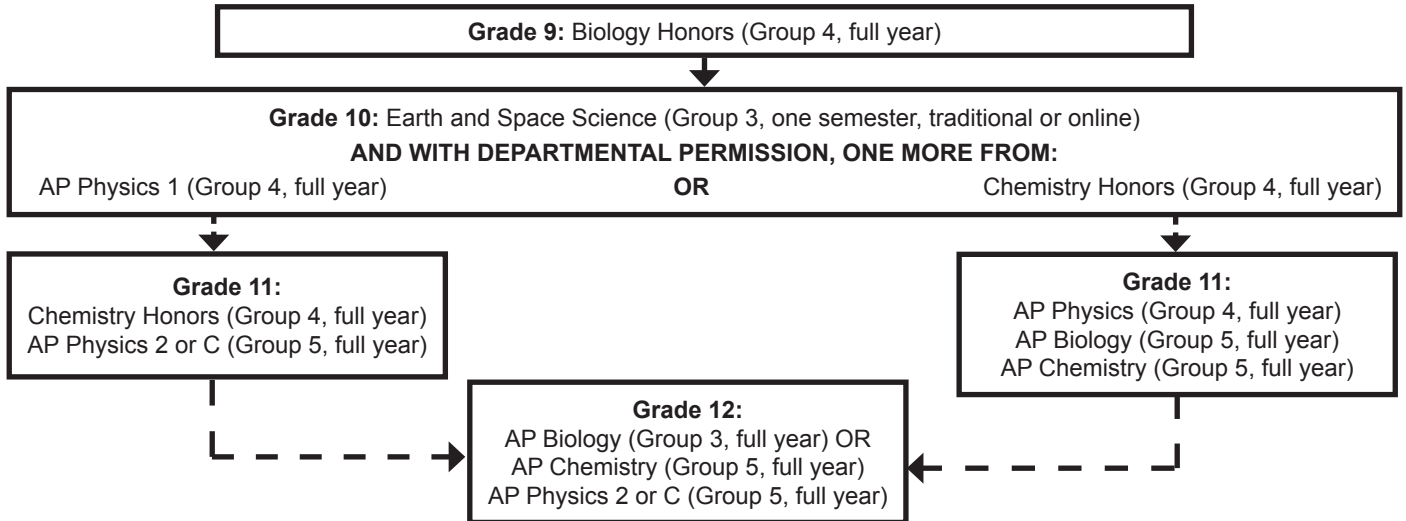 Grade 9: Biology Honors (Group 4, full year)
Grade 10: Earth and Space Science (Group 3, one semester, traditional or online)
AND WITH DEPARTMENTAL PERMISSION, ONE MORE FROM:
AP Physics 1 (Group 4, full year) OR Chemistry Honors (Group 4, full year)
Grade 11:
Chemistry Honors (Group 4, full year)
AP Physics 2 or C (Group 5, full year)
Grade 11:
AP Physics (Group 4, full year)
AP Biology (Group 5, full year)
AP Chemistry (Group 5, full year)
Grade 12:
AP Biology (Group 3, full year) OR
AP Chemistry (Group 5, full year)
AP Physics 2 or C (Group 5, full year)